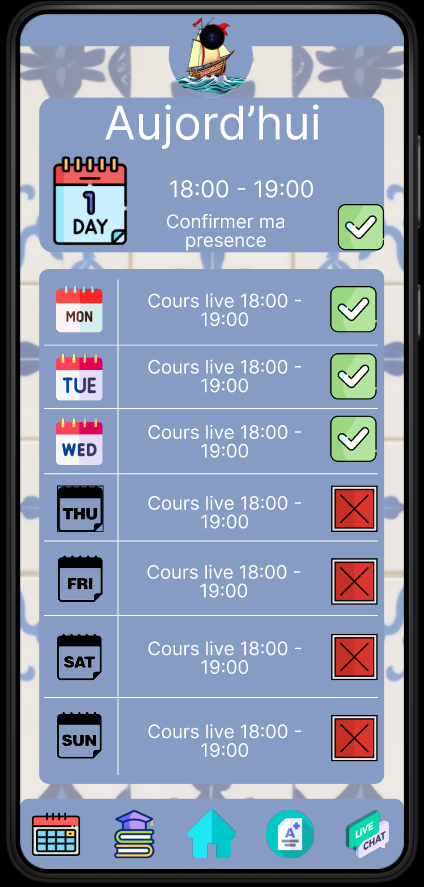 Aujord’hui
1
DAY
18:00 - 19:00
Confirmer ma
presence
MON
Cours live 18:00 -
19:00
TUE
Cours live 18:00 -
19:00
WED
Cours live 18:00 -
19:00
THU
Cours live 18:00 -
19:00
FRI
Cours live 18:00 -
19:00
SAT
Cours live 18:00 -
19:00
SUN
Cours live 18:00 -
19:00
A+
LIVE
CHAT